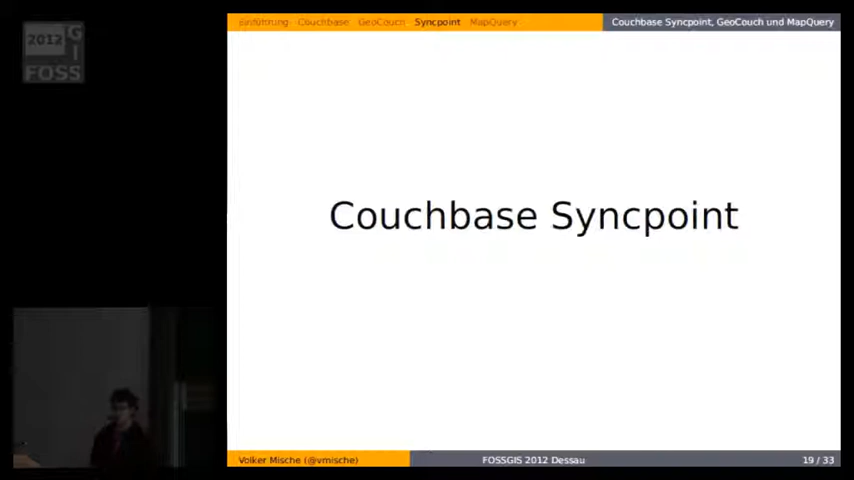 2012 G
I
FOSS
Einführung Couchbase GeoCouch Syncpoint MapQuery
Couchbase Syncpoint, GeoCouch und MapQuery
Couchbase Syncpoint
Volker Mische (@vmische)
FOSSGIS 2012 Dessau
19 / 33